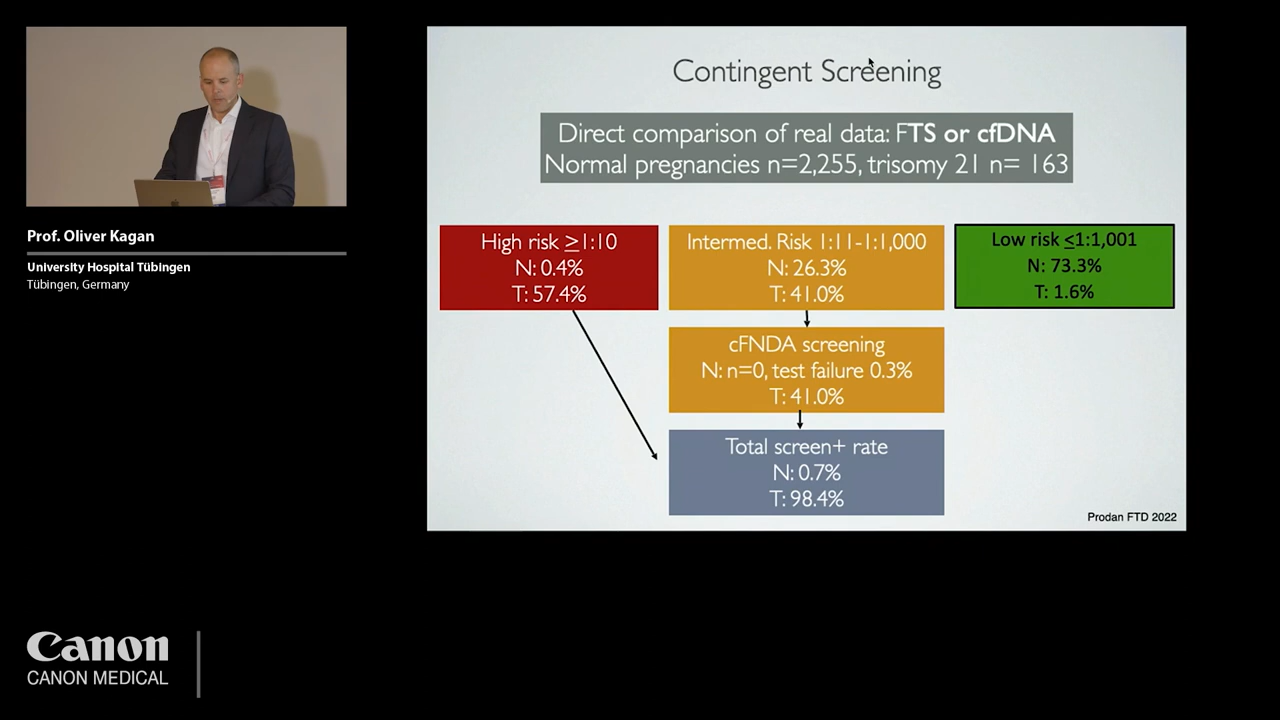 Prof. Oliver Kagan
University Hospital Tübingen
Tübingen, Germany
Contingent Screening
Direct comparison of real data: FTS or cfDNA
Normal pregnancies n=2,255, trisomy 21 n= 163
High risk ≥1:10
N: 0.4%
T: 57.4%
Intermed. Risk 1:11-1:1,000
N: 26.3%
T: 41.0%
Low risk ≤1:1,001
N: 73.3%
T: 1.6%
cFNDA screening
N: n=0, test failure 0.3%
T: 41.0%
Total screen+ rate
N: 0.7%
T: 98.4%
Prodan FTD 2022
Canon
CANON MEDICAL